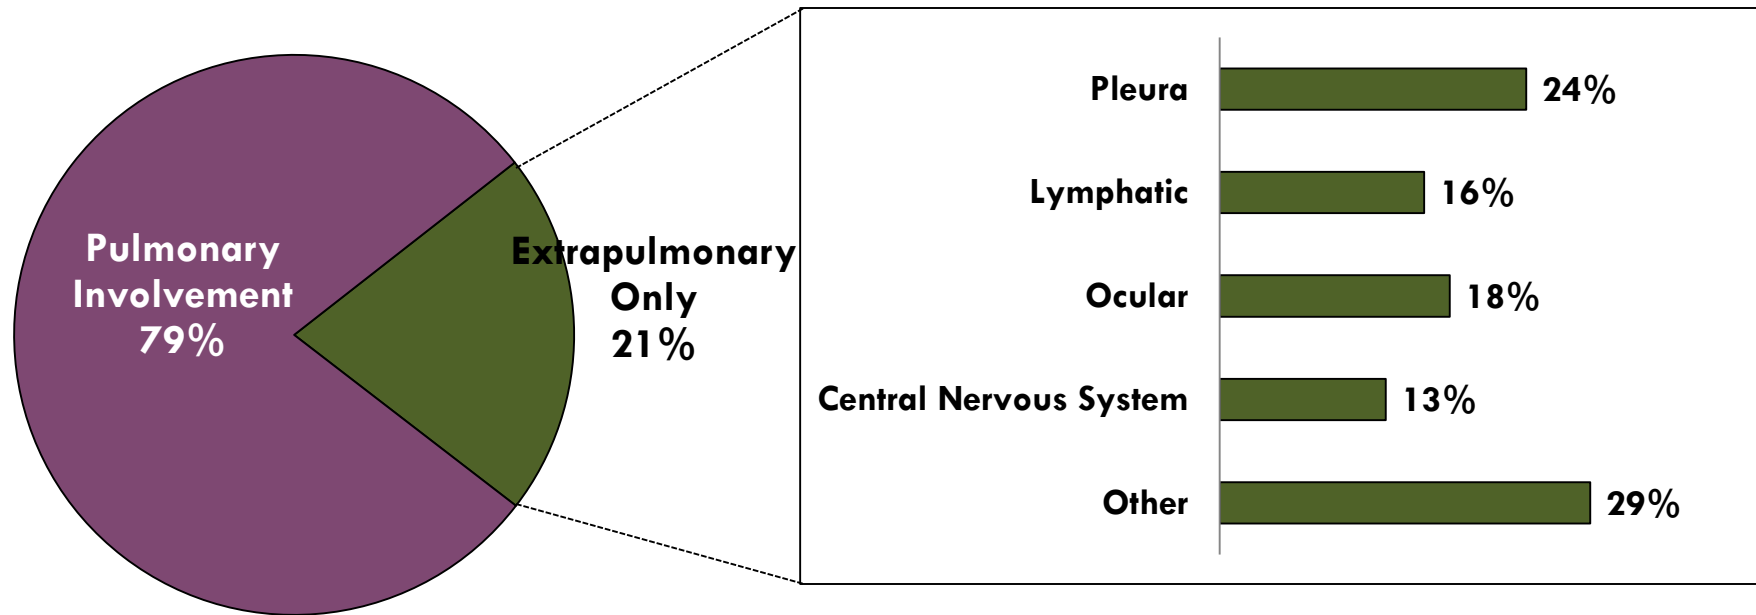 Pulmonary
Involvement
79%
Extrapulmonary
Only
21%
Pleura 24%
Lymphatic 16%
Ocular 18%
Central Nervous System 13%
Other 29%